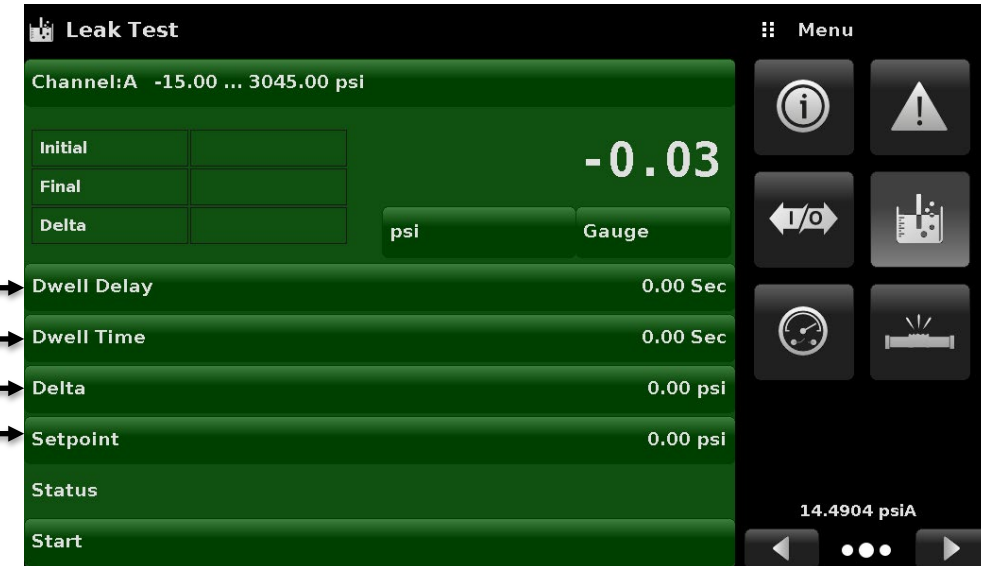 Leak Test
Menu
Channel:A -15.00 ... 3045.00 psi
Initial
-0.03
Final
Delta
psi
Gauge
I/O
Dwell Delay 0.00 Sec
Dwell Time 0.00 Sec
Delta 0.00 psi
Setpoint 0.00 psi
Status
14.4904 psiA
Start